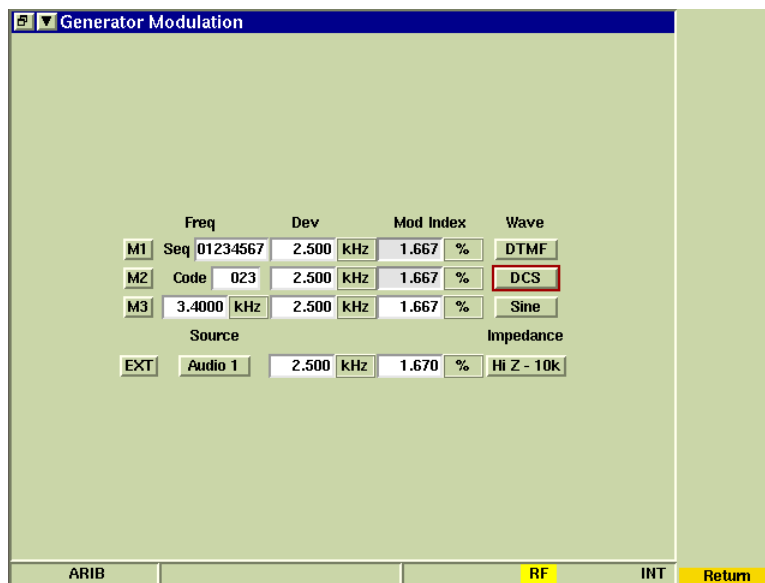 Generator Modulation
Freq Dev Mod Index Wave
M1 Seq 01234567 2.500 kHz 1.667 % DTMF
M2 Code 023 2.500 kHz 1.667 % DCS
M3 3.4000 kHz 2.500 kHz 1.667 % Sine
Source Impedance
EXT Audio 1 2.500 kHz 1.670 % Hi Z - 10k
ARIB RF INT Return